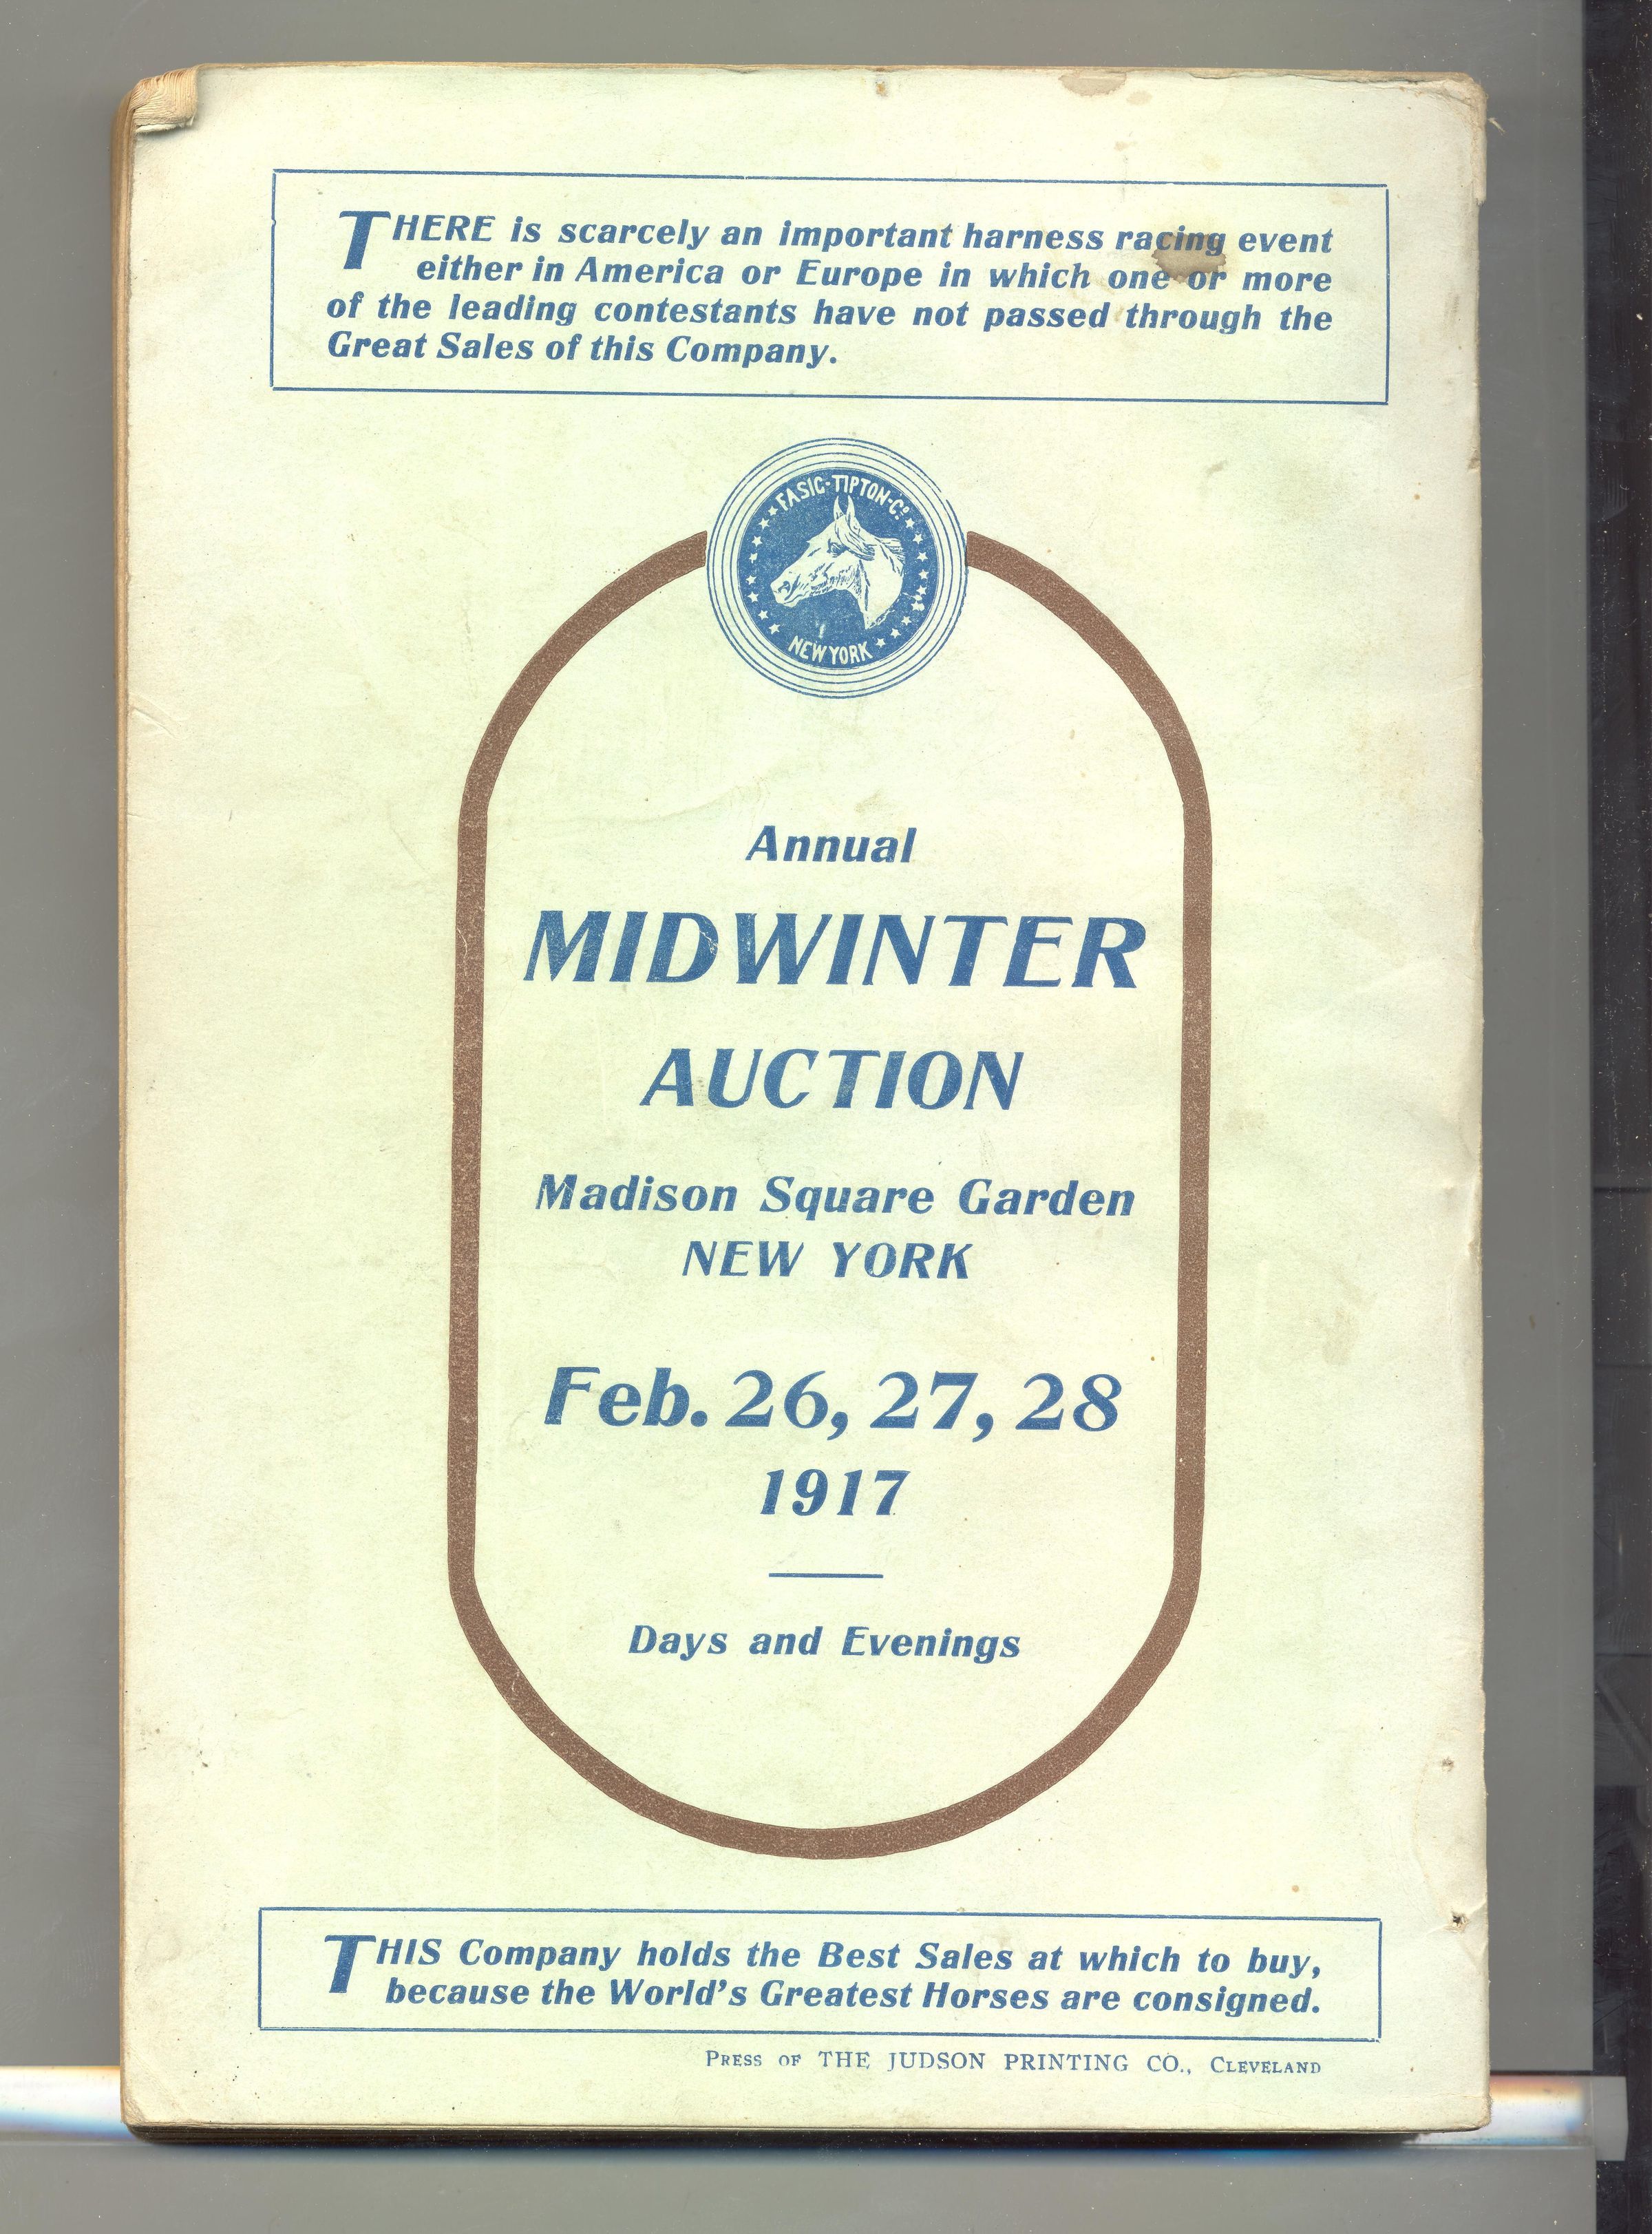 THERE is scarcely an important harness racing event
either in America or Europe in which one or more
of the leading contestants have not passed through the
Great Sales of this Company.
FASIG-TIPTON-Cº
NEW YORK
Annual
MIDWINTER
AUCTION
Madison Square Garden
NEW YORK
Feb. 26, 27, 28
1917
Days and Evenings
THIS Company holds the Best Sales at which to buy,
because the World's Greatest Horses are consigned.
PRESS OF THE JUDSON PRINTING CO., CLEVELAND